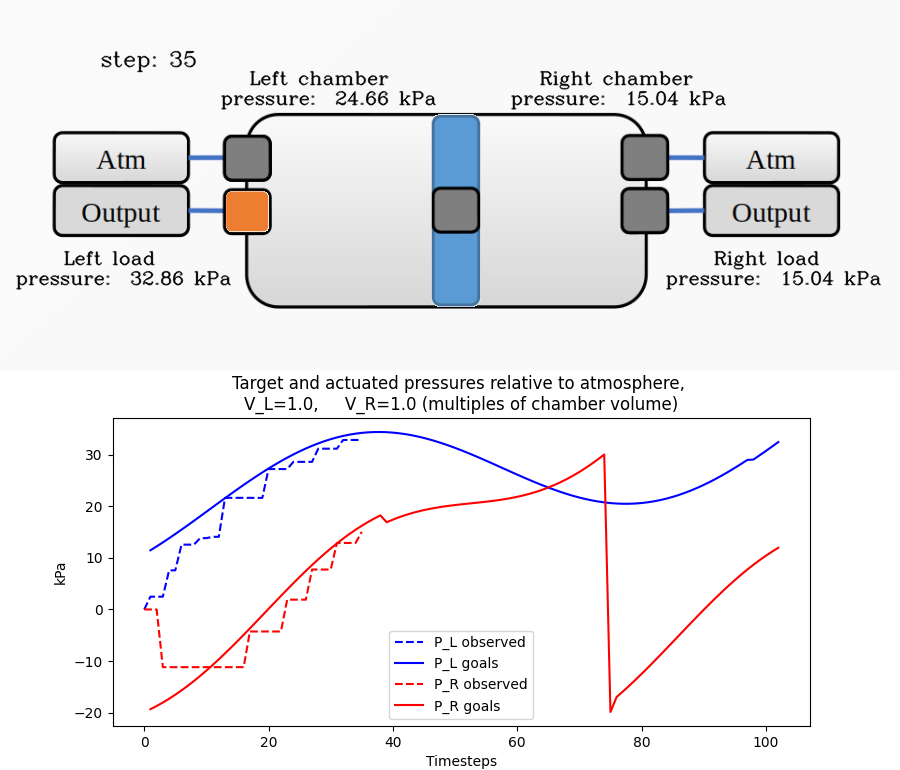 step: 35
Left chamber
pressure: 24.66 kPa
Right chamber
pressure: 15.04 kPa
Atm
Atm
Output
Output
Left load
pressure: 32.86 kPa
Right load
pressure: 15.04 kPa
Target and actuated pressures relative to atmosphere,
V_L=1.0, V_R=1.0 (multiples of chamber volume)
kPa
30
20
10
0
−10
−20
P_L observed
P_L goals
P_R observed
P_R goals
0 20 40 60 80 100
Timesteps